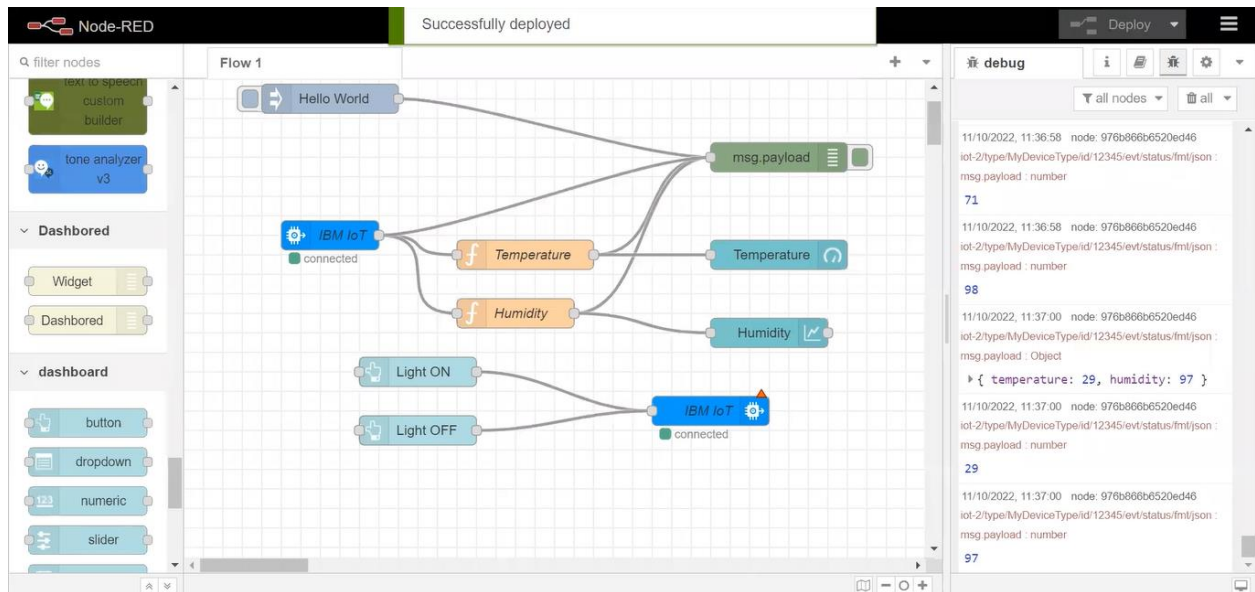 Node-RED
Successfully deployed
Deploy
filter nodes
text to speech
custom
builder
tone analyzer
v3
Dashbored
Widget
Dashbored
dashboard
button
dropdown
123
numeric
slider
Flow 1
Hello World
msg.payload
IBM IoT
connected
f
Temperature
Temperature
f
Humidity
Humidity
Light ON
IBM IoT
connected
Light OFF
debug
i
all nodes
all
11/10/2022, 11:36:58 node: 976b866b6520ed46
iot-2/type/MyDeviceType/id/12345/evt/status/fmt/json :
msg.payload : number
71
11/10/2022, 11:36:58 node: 976b866b6520ed46
iot-2/type/MyDeviceType/id/12345/evt/status/fmt/json :
msg.payload : number
98
11/10/2022, 11:37:00 node: 976b866b6520ed46
iot-2/type/MyDeviceType/id/12345/evt/status/fmt/json :
msg.payload : Object
{ temperature: 29, humidity: 97 }
11/10/2022, 11:37:00 node: 976b866b6520ed46
iot-2/type/MyDeviceType/id/12345/evt/status/fmt/json :
msg.payload : number
29
11/10/2022, 11:37:00 node: 976b866b6520ed46
iot-2/type/MyDeviceType/id/12345/evt/status/fmt/json :
msg.payload : number
97